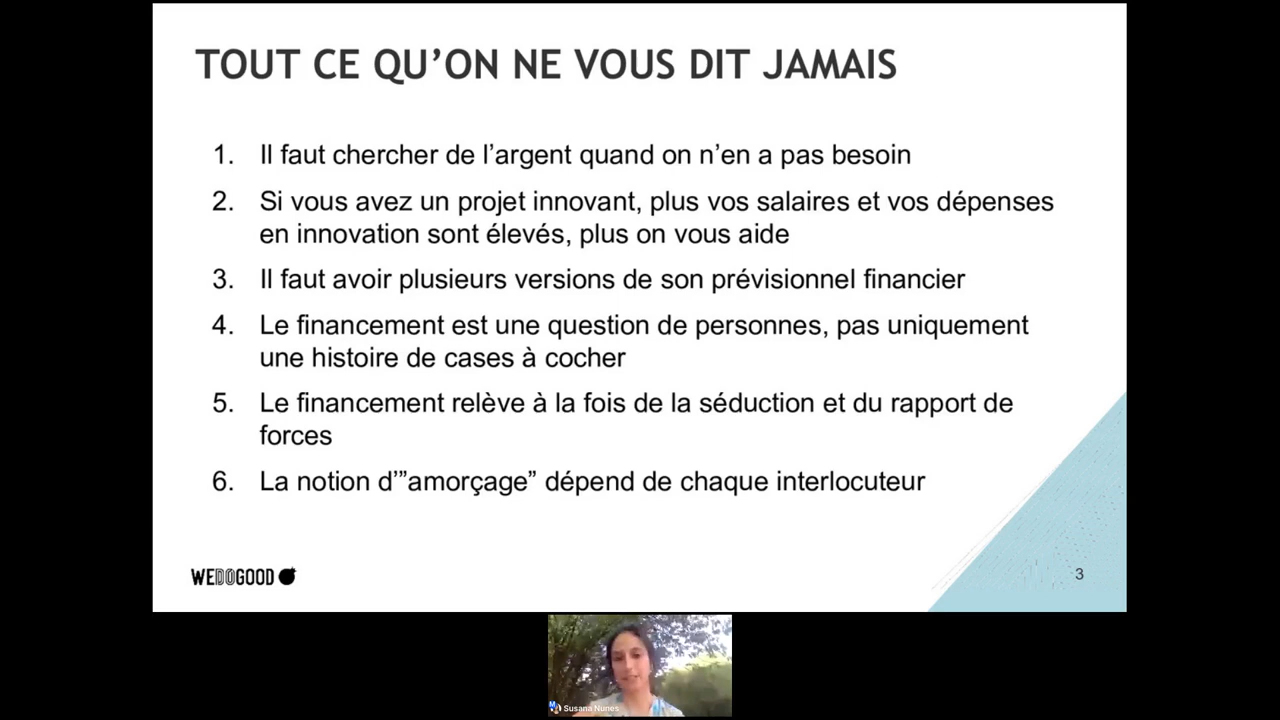 TOUT CE QU’ON NE VOUS DIT JAMAIS
1. Il faut chercher de l’argent quand on n’en a pas besoin
2. Si vous avez un projet innovant, plus vos salaires et vos dépenses
en innovation sont élevés, plus on vous aide
3. Il faut avoir plusieurs versions de son prévisionnel financier
4. Le financement est une question de personnes, pas uniquement
une histoire de cases à cocher
5. Le financement relève à la fois de la séduction et du rapport de
forces
6. La notion d’”amorçage” dépend de chaque interlocuteur
WEDOGOOD
3
Susana Nunes